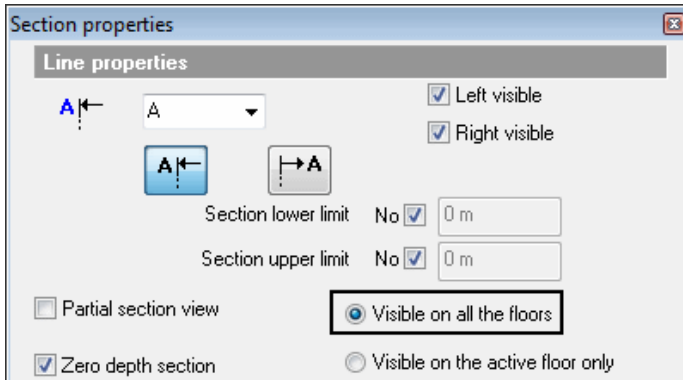 Section properties
Line properties
A
A
Left visible
Right visible
A
A
Section lower limit No 0 m
Section upper limit No 0 m
Partial section view
Visible on all the floors
Zero depth section
Visible on the active floor only